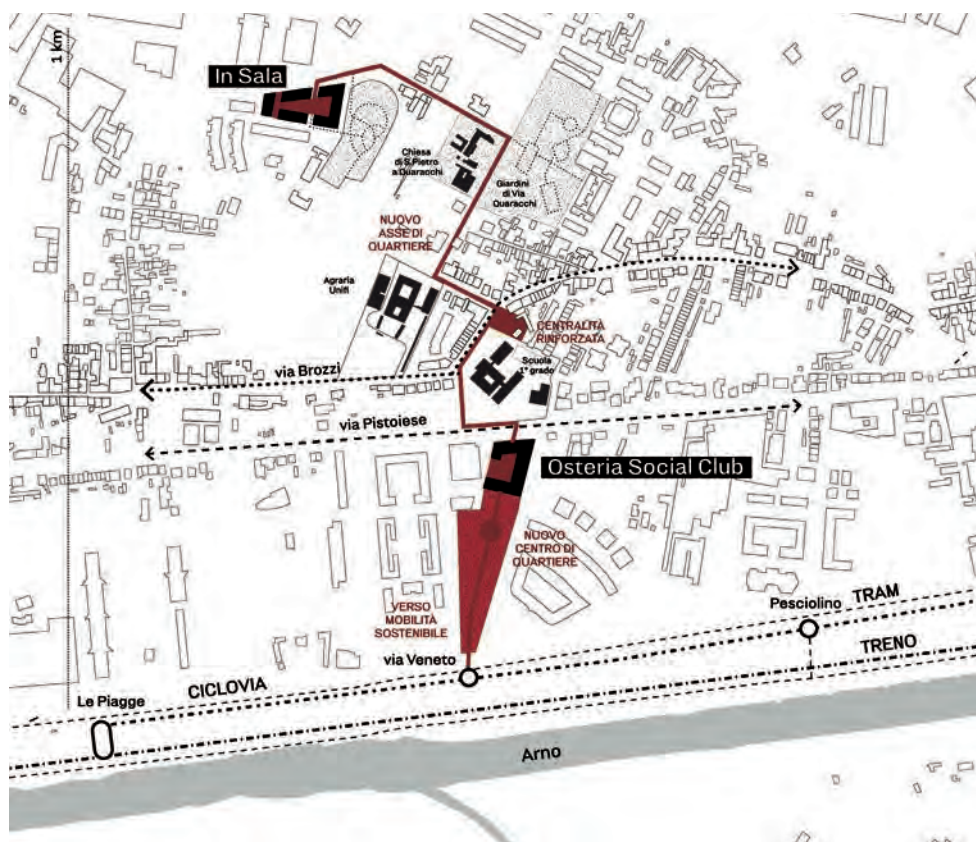 1 km
In Sala
Chiesa
di S.Pietro
a Quaracchi
Giardini
di Via
Quaracchi
NUOVO
ASSE DI
QUARTIERE
Agraria
Unifi
CENTRALITÀ
RINFORZATA
Scuola
1° grado
via Brozzi
via Pistoiese
Osteria Social Club
NUOVO
CENTRO DI
QUARTIERE
VERSO
MOBILITÀ
SOSTENIBILE
Pesciolino
TRAM
via Veneto
TRENO
CICLOVIA
Le Piagge
Arno